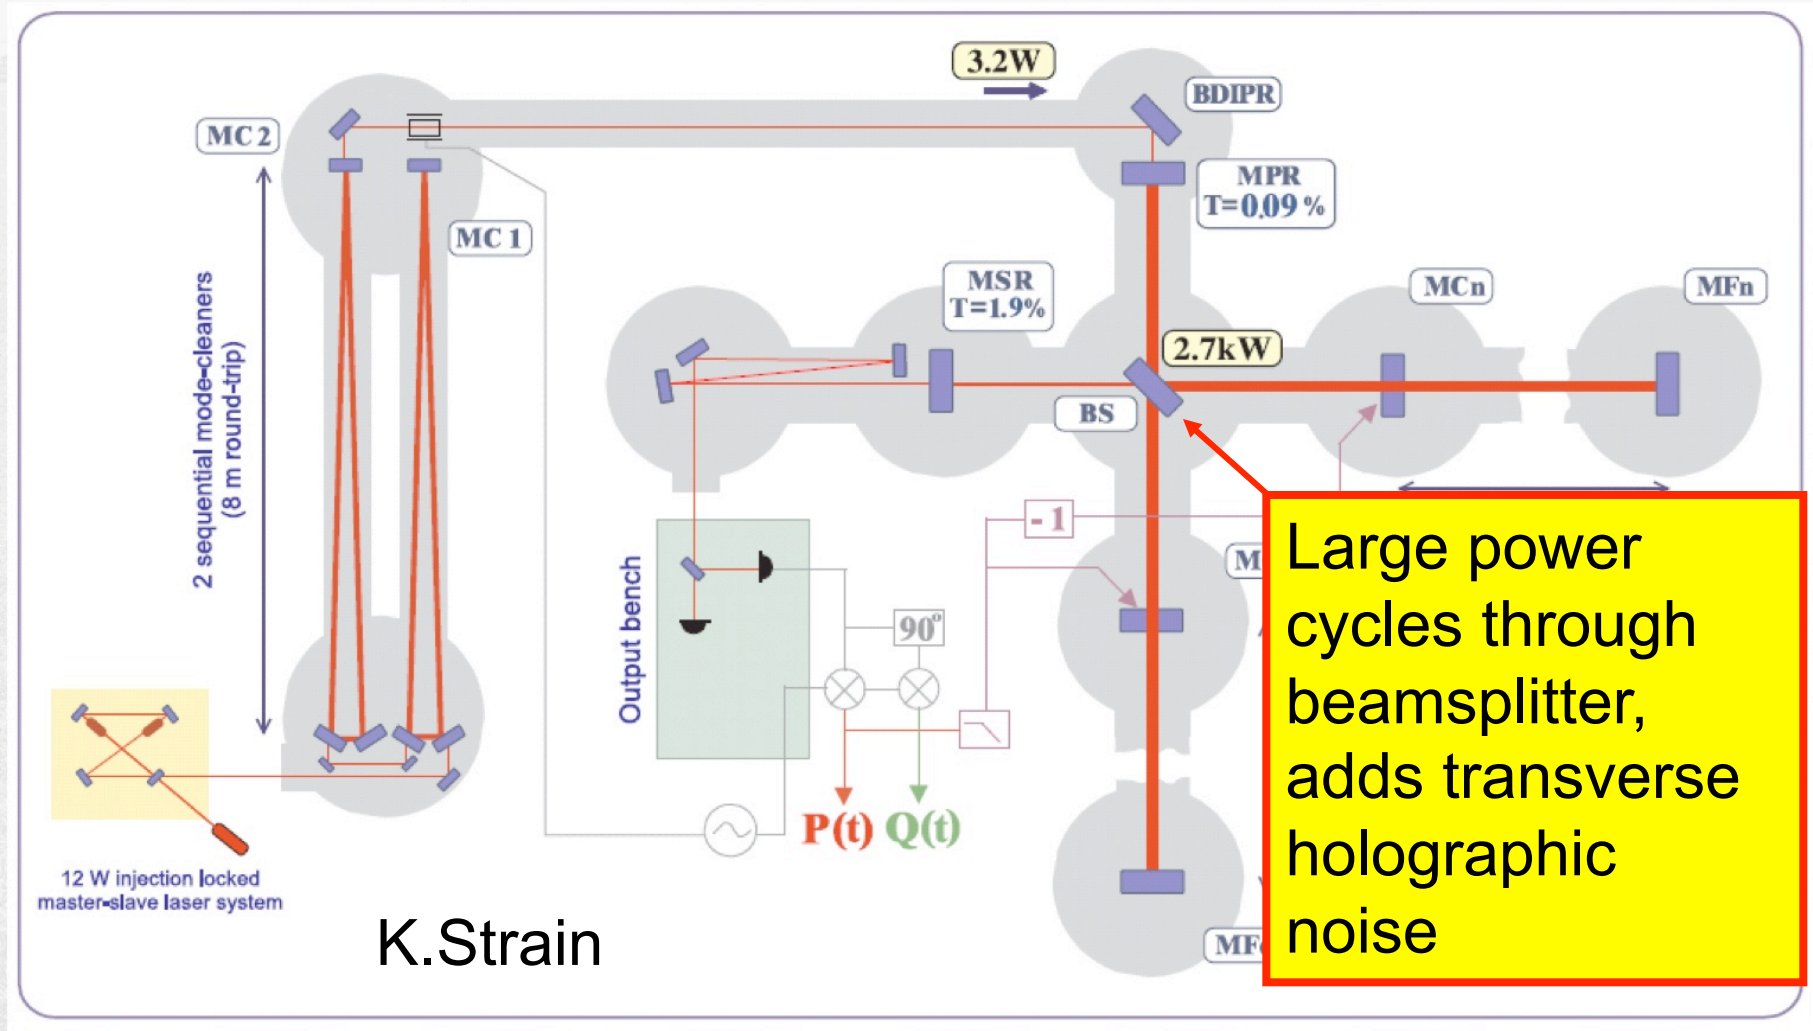 3.2W
BDIPR
MC 2
MPR
T=0.09 %
MC 1
MSR
T=1.9%
MCn
MFn
2.7kW
BS
2 sequential mode-cleaners
(8 m round-trip)
- 1
Large power
cycles through
beamsplitter,
adds transverse
holographic
noise
Output bench
90°
P(t) Q(t)
12 W injection locked
master-slave laser system
K.Strain